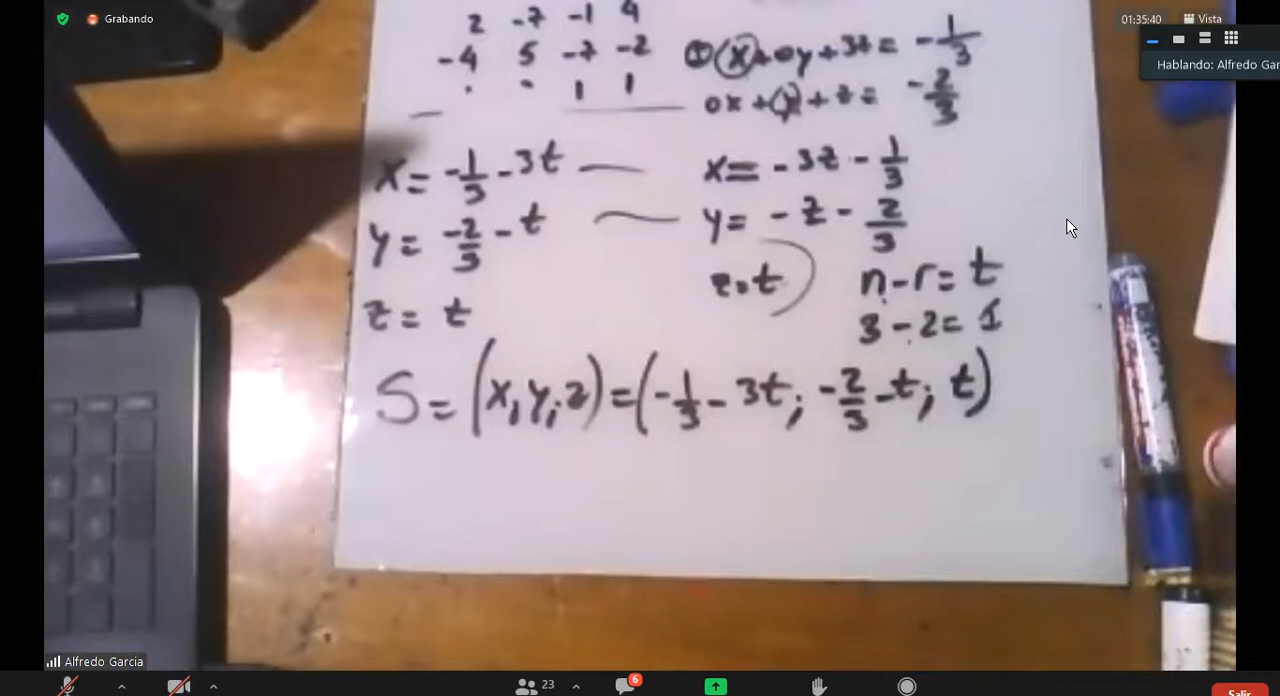 Grabando
01:35:40
Vista
Hablando: Alfredo Gar
2 -7 -1 4
-4 5 -7 -2
1 1
x + 0y + 3z = -1/3
0x + y + z = -2/3
x = -1/3 - 3t
x = -3z - 1/3
y = -2/3 - t
y = -z - 2/3
z = t
z = t
n - r = t
3 - 2 = 1
S = (x, y, z) = (-1/3 - 3t; -2/3 - t; t)
Alfredo Garcia
23
6
Salir